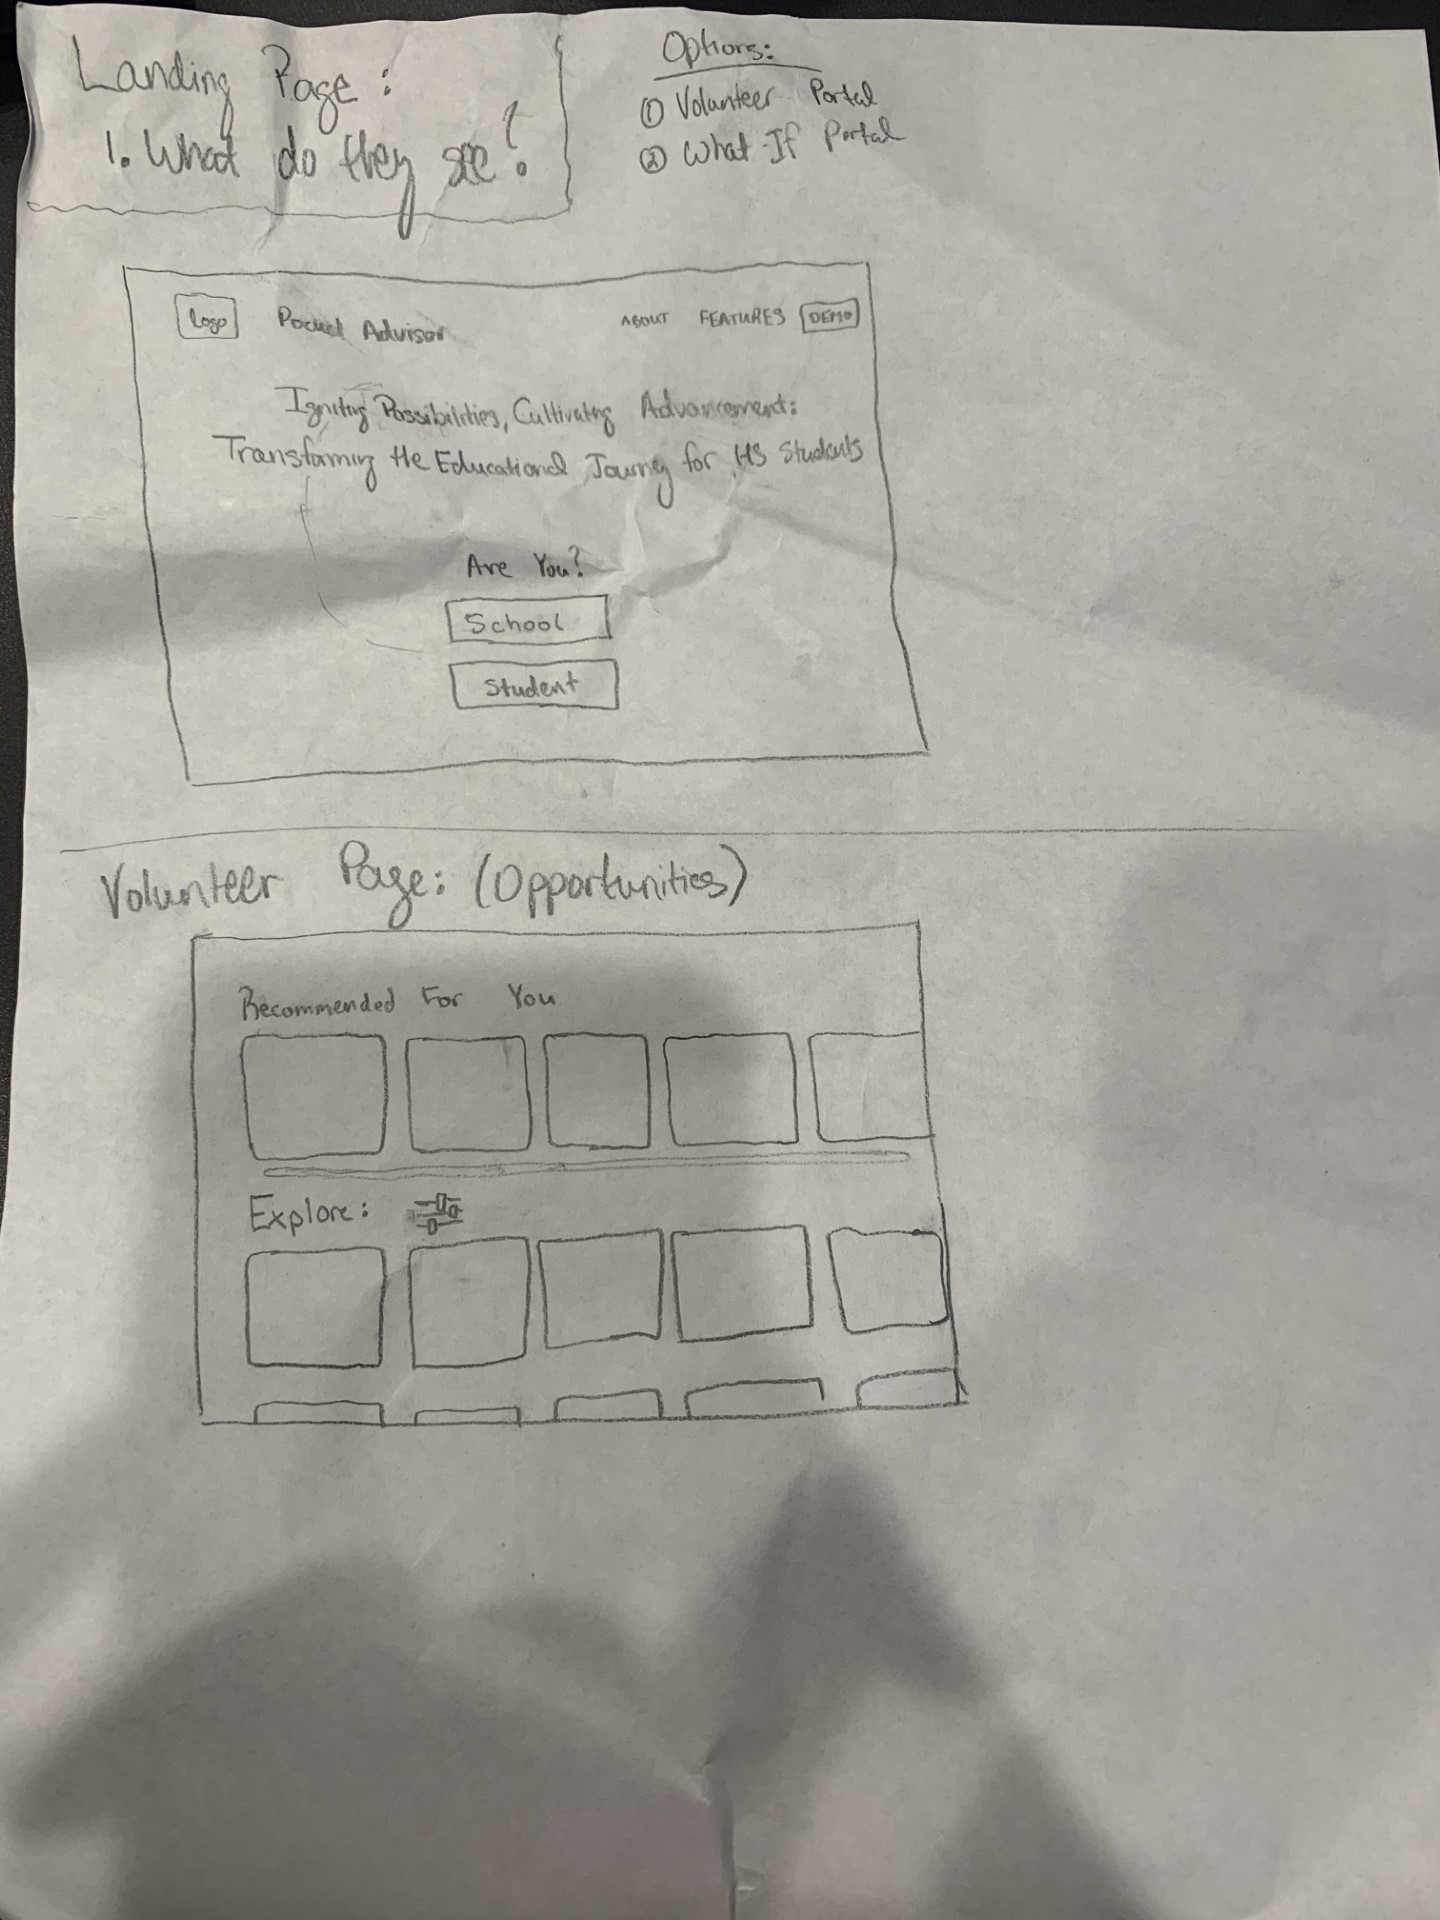 Landing Page:
1. What do they see?
Options:
① Volunteer Portal
② What-If Portal
Logo
Pocket Advisor
ABOUT FEATURES DEMO
Igniting Possibilities, Cultivating Advancement:
Transforming the Educational Journey for HS Students
Are You?
School
Student
Volunteer Page: (Opportunities)
Recommended For You
Explore: